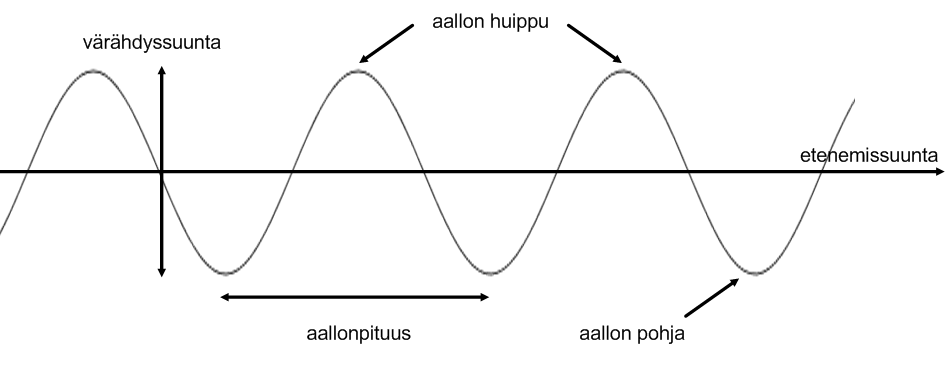 aallon huippu
värähdyssuunta
etenemissuunta
aallonpituus
aallon pohja